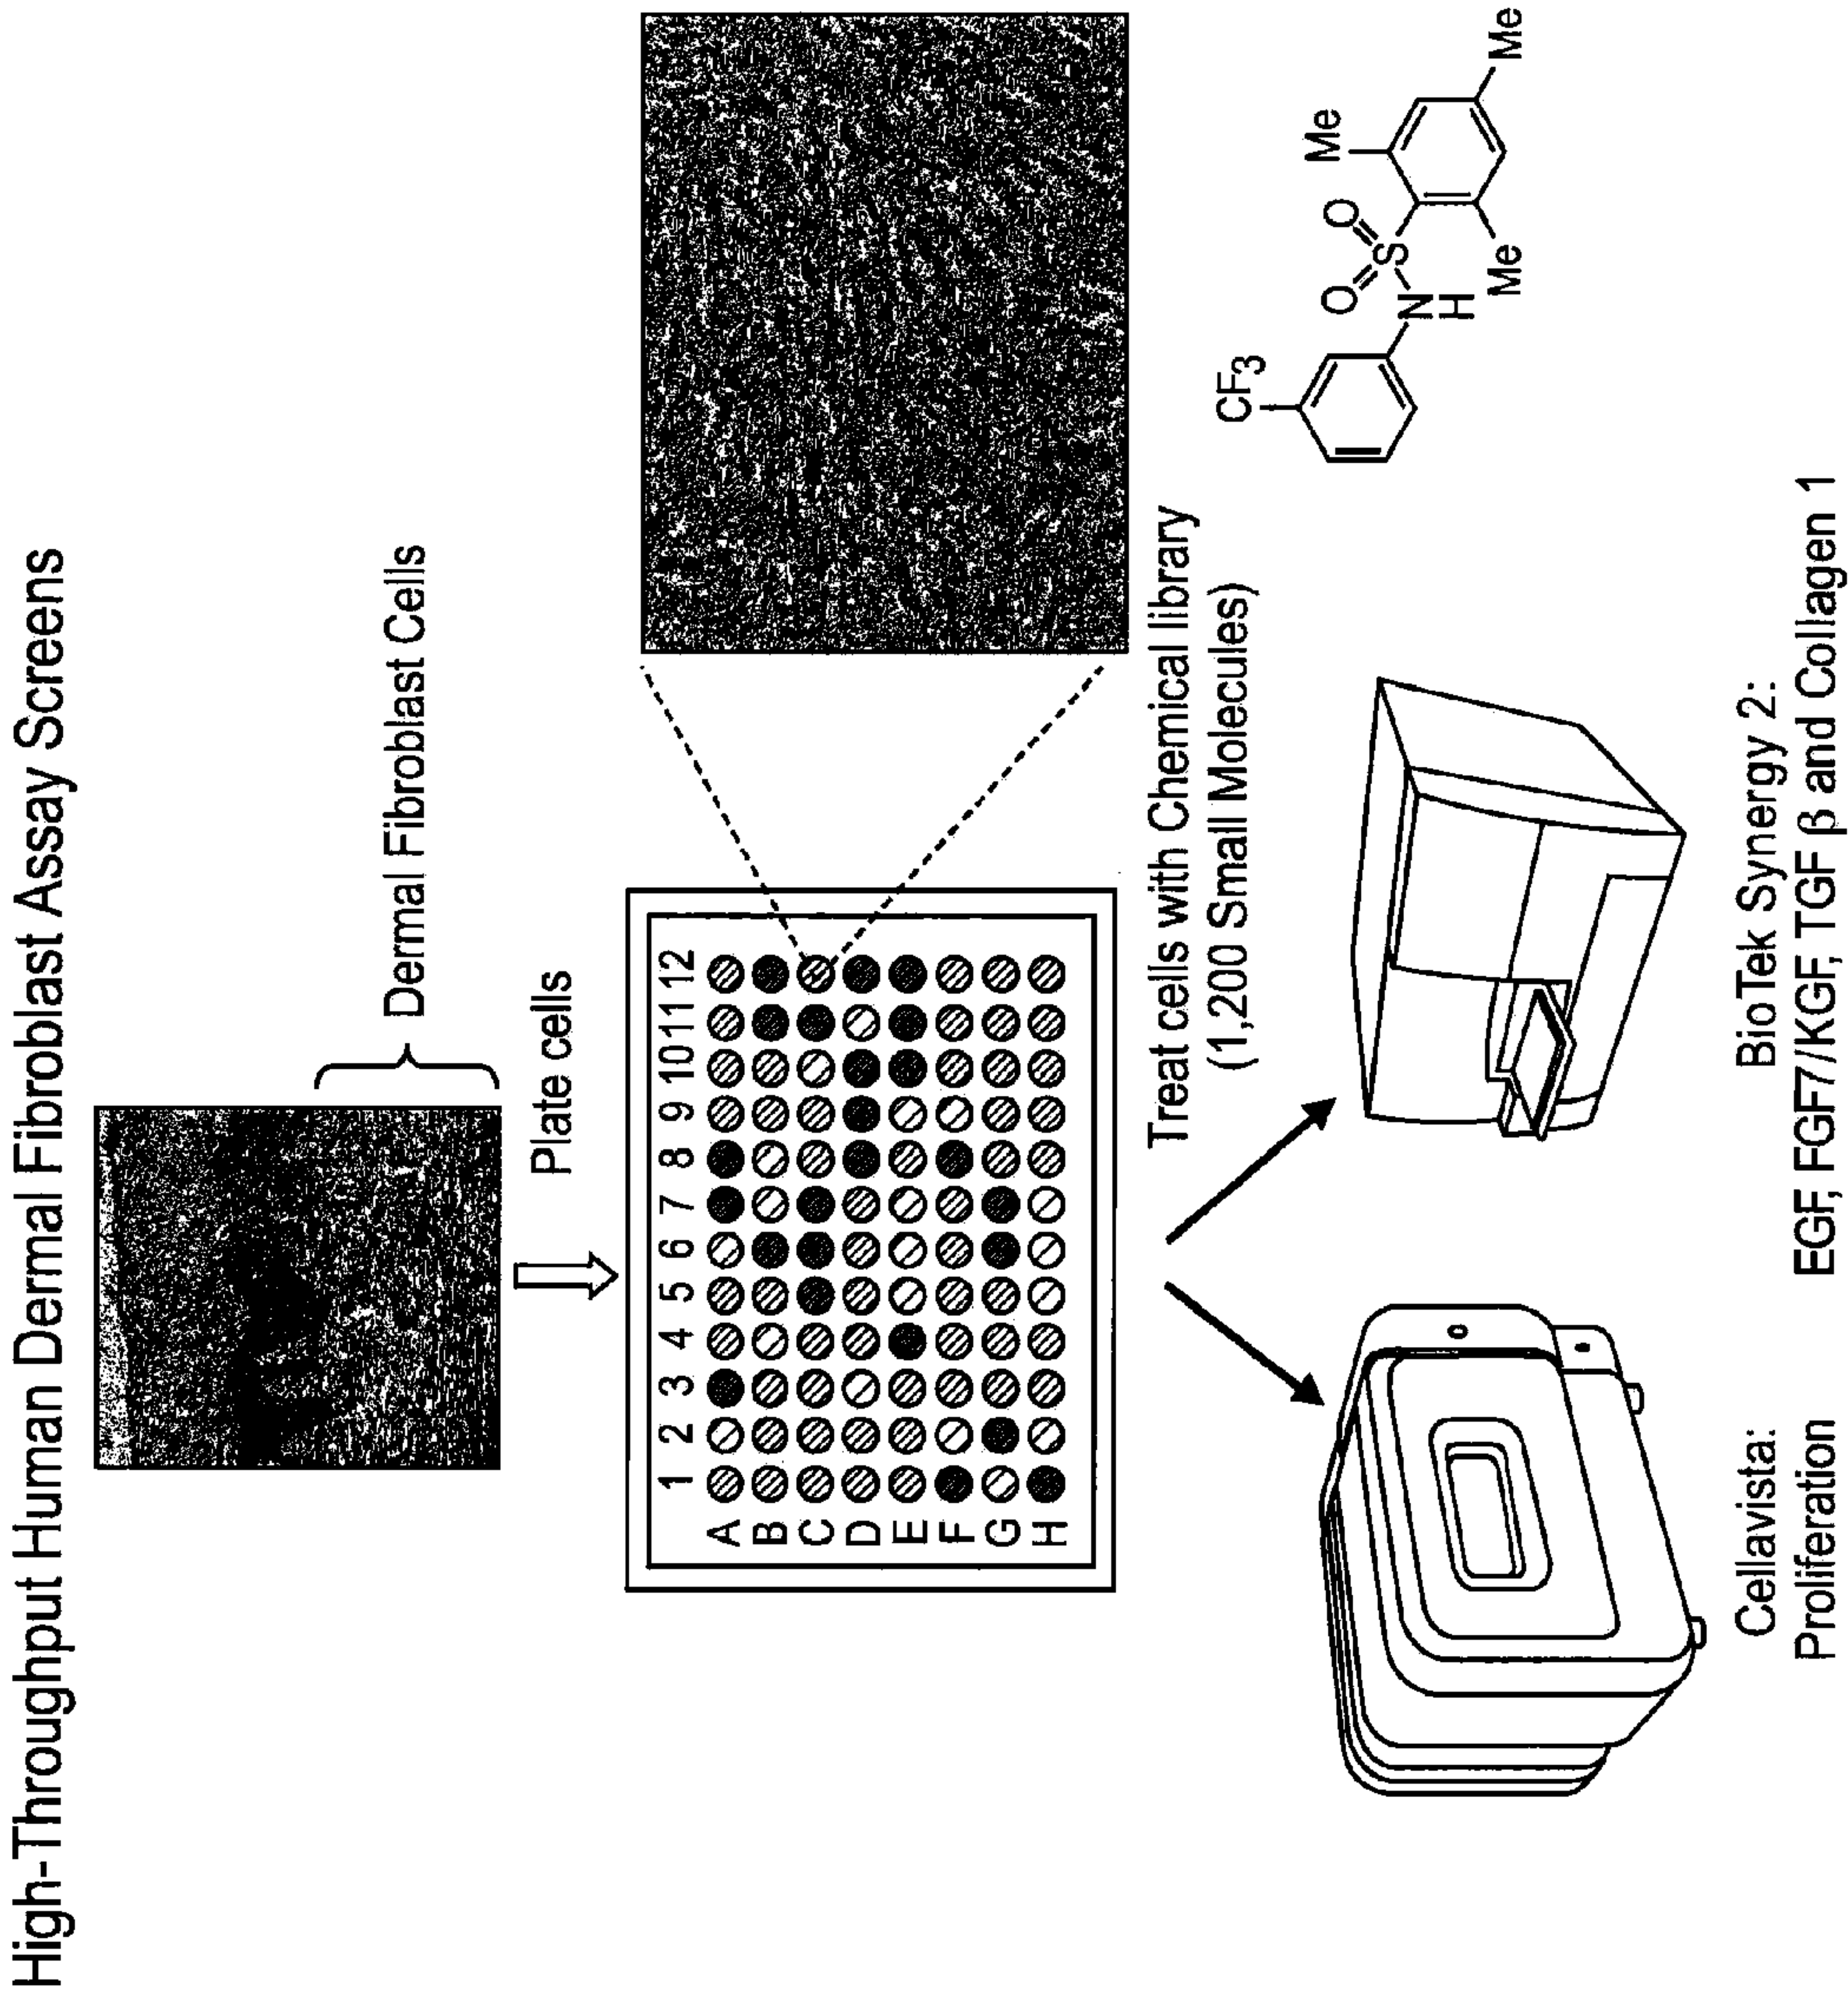 High-Throughput Human Dermal Fibroblast Assay Screens
Dermal Fibroblast Cells
Plate cells
1 2 3 4 5 6 7 8 9 10 11 12
A
B
C
D
E
F
G
H
Treat cells with Chemical library
(1,200 Small Molecules)
CF3
N
H
S
O
O
Me
Me
Me
Cellavista:
Proliferation
BioTek Synergy 2:
EGF, FGF7/KGF, TGF β and Collagen 1